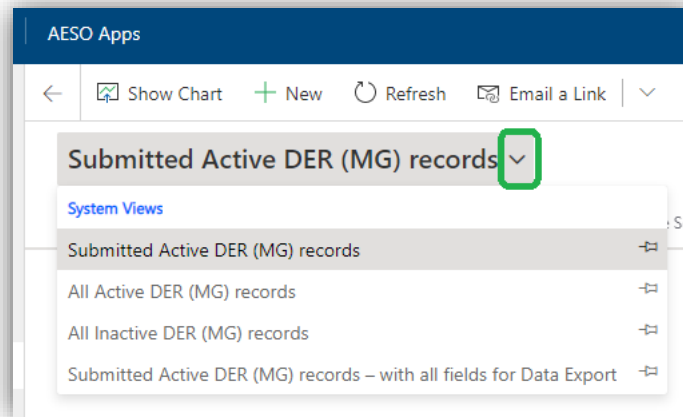 AESO Apps
Show Chart New Refresh Email a Link
Submitted Active DER (MG) records
System Views
Submitted Active DER (MG) records
All Active DER (MG) records
All Inactive DER (MG) records
Submitted Active DER (MG) records – with all fields for Data Export